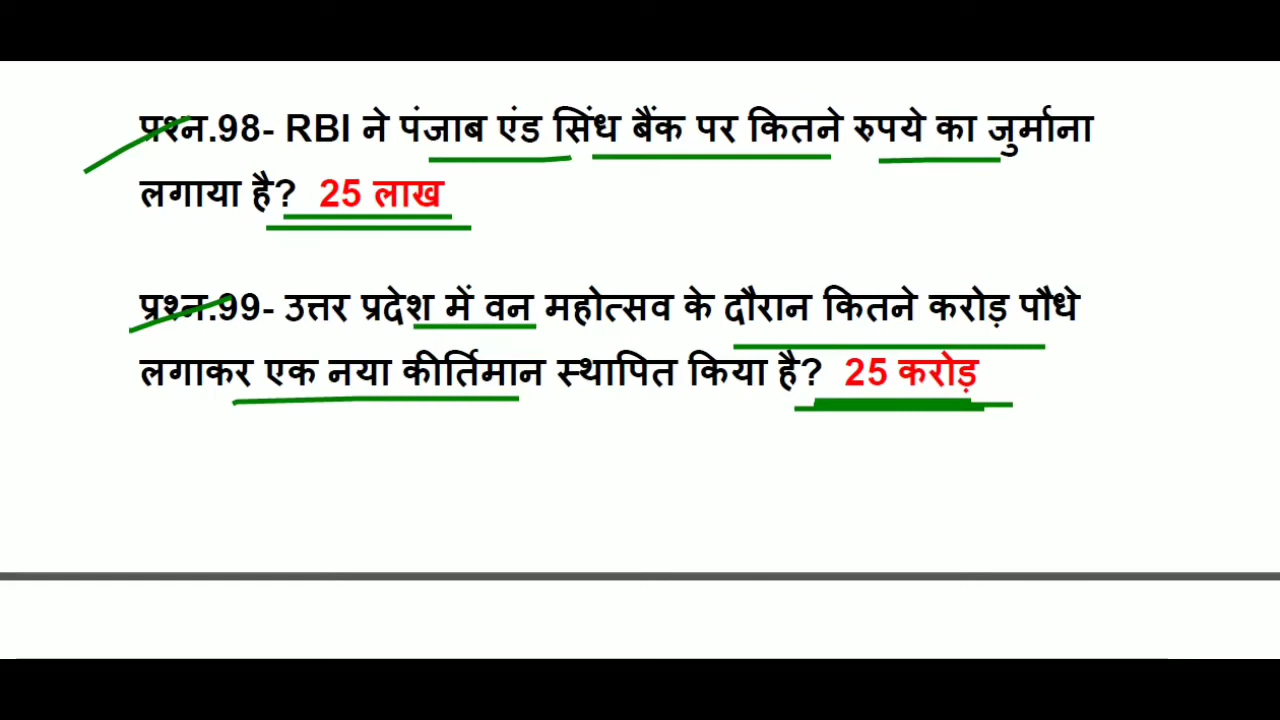 प्रश्न.98- RBI ने पंजाब एंड सिंध बैंक पर कितने रुपये का जुर्माना
लगाया है? 25 लाख
प्रश्न.99- उत्तर प्रदेश में वन महोत्सव के दौरान कितने करोड़ पौधे
लगाकर एक नया कीर्तिमान स्थापित किया है? 25 करोड़